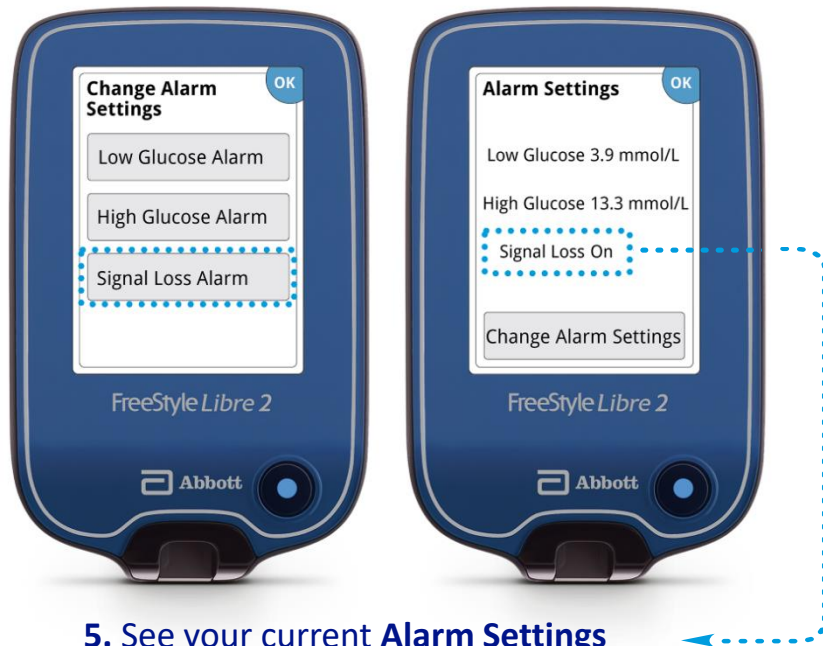 Change Alarm
Settings
OK
Low Glucose Alarm
High Glucose Alarm
Signal Loss Alarm
FreeStyle Libre 2
Abbott
Alarm Settings
OK
Low Glucose 3.9 mmol/L
High Glucose 13.3 mmol/L
Signal Loss On
Change Alarm Settings
FreeStyle Libre 2
Abbott
5. See your current Alarm Settings